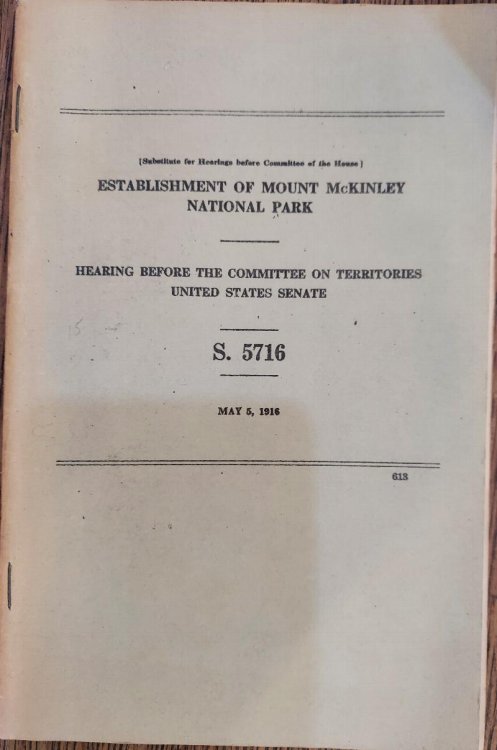 [Substitute for Hearings before Committee of the House]
ESTABLISHMENT OF MOUNT McKINLEY
NATIONAL PARK
HEARING BEFORE THE COMMITTEE ON TERRITORIES
UNITED STATES SENATE
S. 5716
MAY 5, 1916
613